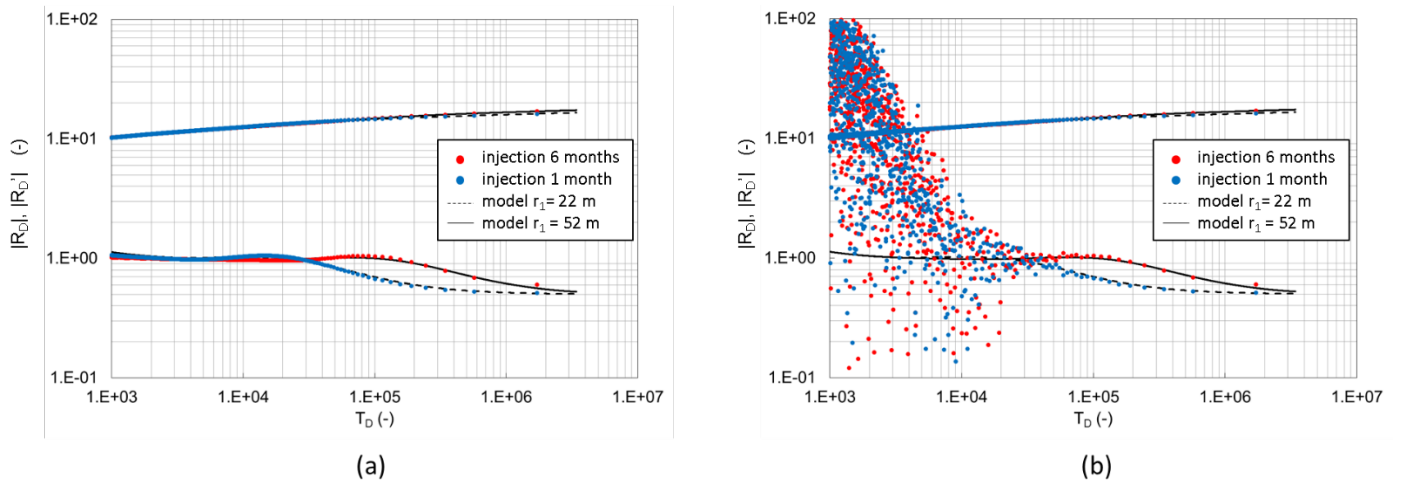 1.E+02
1.E+01
1.E+00
1.E-01
|R_D|, |R_D'| (-)
injection 6 months
injection 1 month
model r₁= 22 m
model r₁ = 52 m
1.E+03 1.E+04 1.E+05 1.E+06 1.E+07
T_D (-)
(a)
1.E+02
1.E+01
1.E+00
1.E-01
|R_D|, |R_D'| (-)
injection 6 months
injection 1 month
model r₁= 22 m
model r₁ = 52 m
1.E+03 1.E+04 1.E+05 1.E+06 1.E+07
T_D (-)
(b)